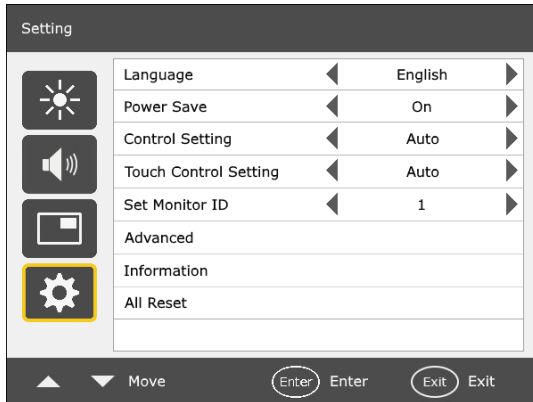 Setting
Language English
Power Save On
Control Setting Auto
Touch Control Setting Auto
Set Monitor ID 1
Advanced
Information
All Reset
Move Enter Enter Exit Exit